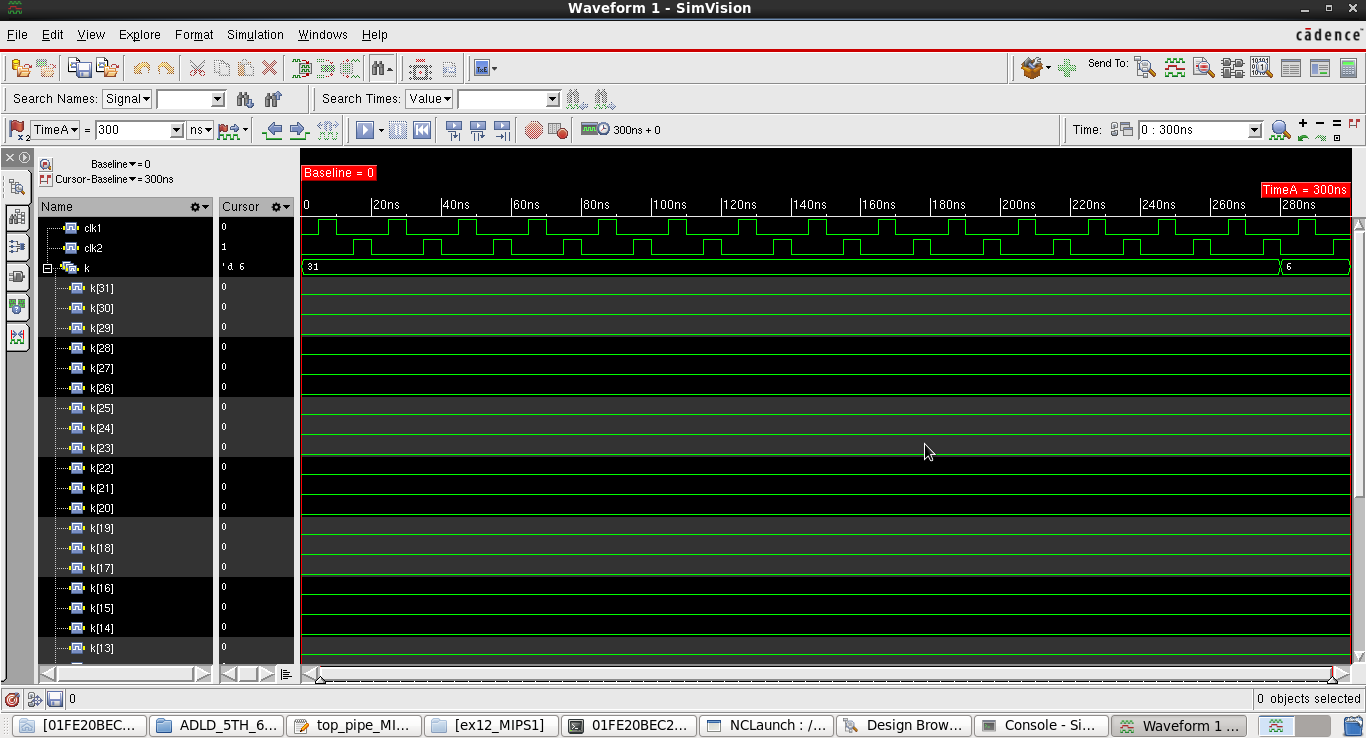 Waveform 1 - SimVision
File Edit View Explore Format Simulation Windows Help
cādence
Send To:
Search Names: Signal Search Times: Value
TimeA = 300 ns 300ns + 0 Time: 0 : 300ns
Baseline = 0
Cursor-Baseline = 300ns
Baseline = 0
TimeA = 300ns
Name Cursor 0 20ns 40ns 60ns 80ns 100ns 120ns 140ns 160ns 180ns 200ns 220ns 240ns 260ns 280ns
clk1 0
clk2 1
k 'd 6 31 6
k[31] 0
k[30] 0
k[29] 0
k[28] 0
k[27] 0
k[26] 0
k[25] 0
k[24] 0
k[23] 0
k[22] 0
k[21] 0
k[20] 0
k[19] 0
k[18] 0
k[17] 0
k[16] 0
k[15] 0
k[14] 0
k[13] 0
0 0 objects selected
[01FE20BEC... ADLD_5TH_6... top_pipe_MI... [ex12_MIPS1] 01FE20BEC2... NCLaunch : /... Design Brow... Console - Si... Waveform 1 ...